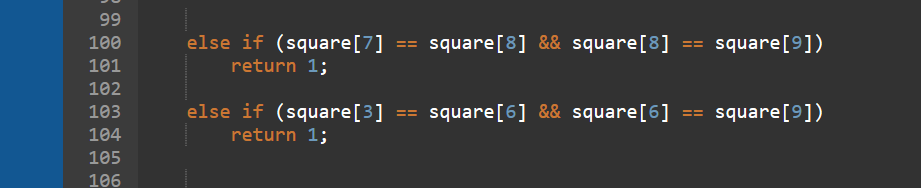 99
100 else if (square[7] == square[8] && square[8] == square[9])
101 return 1;
102
103 else if (square[3] == square[6] && square[6] == square[9])
104 return 1;
105
106